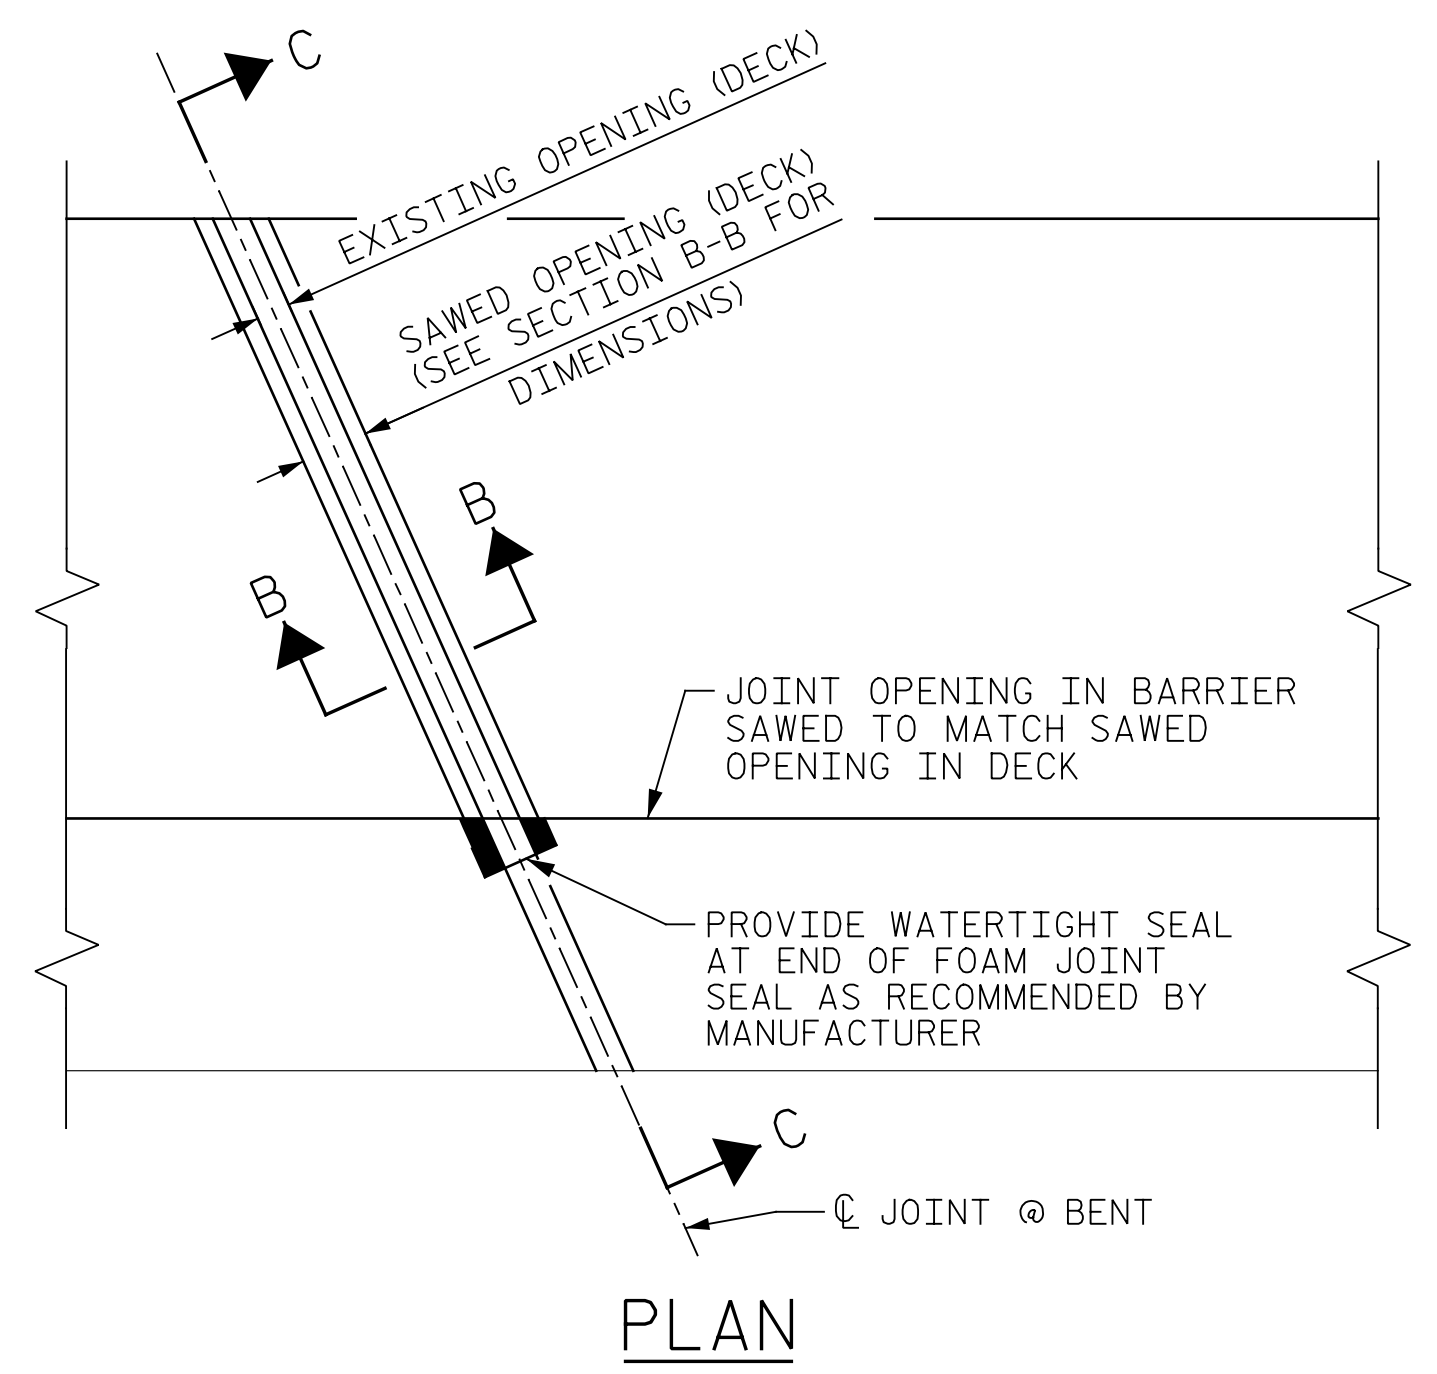 C
EXISTING OPENING (DECK)
SAWED OPENING (DECK)
(SEE SECTION B-B FOR
DIMENSIONS)
B
B
JOINT OPENING IN BARRIER
SAWED TO MATCH SAWED
OPENING IN DECK
PROVIDE WATERTIGHT SEAL
AT END OF FOAM JOINT
SEAL AS RECOMMENDED BY
MANUFACTURER
C
℄ JOINT @ BENT
PLAN